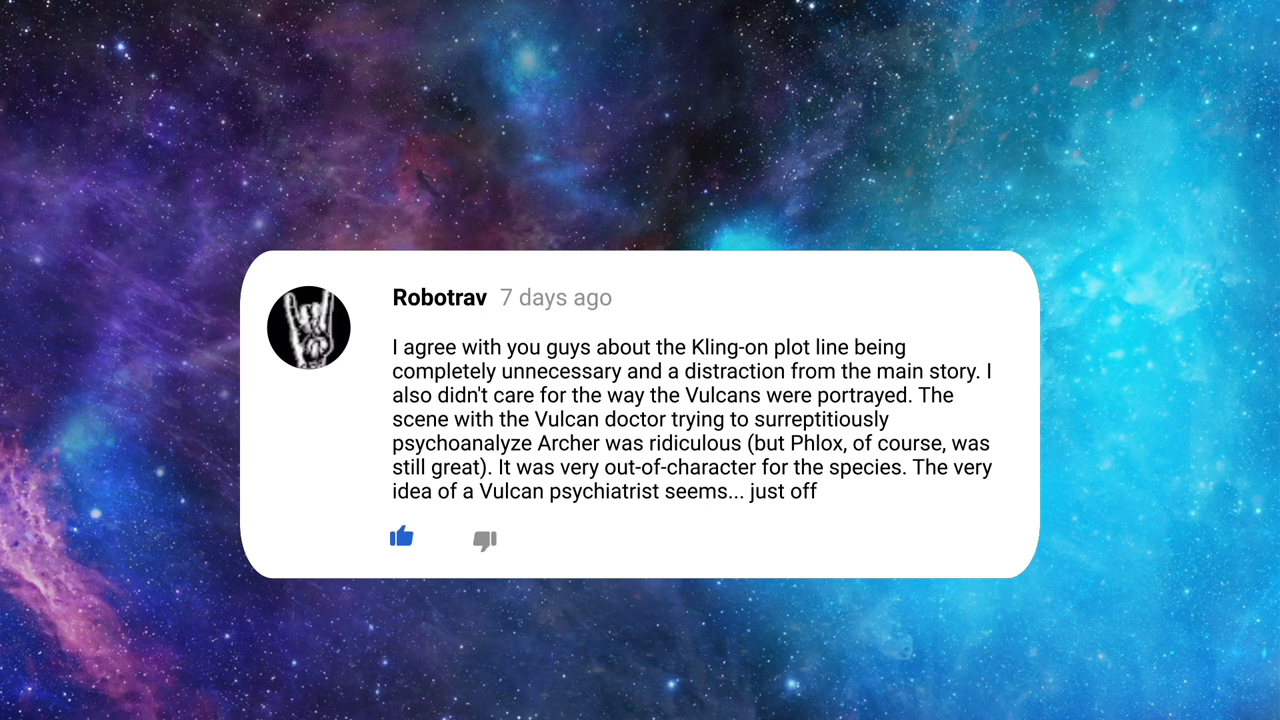 Robotrav 7 days ago
I agree with you guys about the Kling-on plot line being
completely unnecessary and a distraction from the main story. I
also didn't care for the way the Vulcans were portrayed. The
scene with the Vulcan doctor trying to surreptitiously
psychoanalyze Archer was ridiculous (but Phlox, of course, was
still great). It was very out-of-character for the species. The very
idea of a Vulcan psychiatrist seems... just off